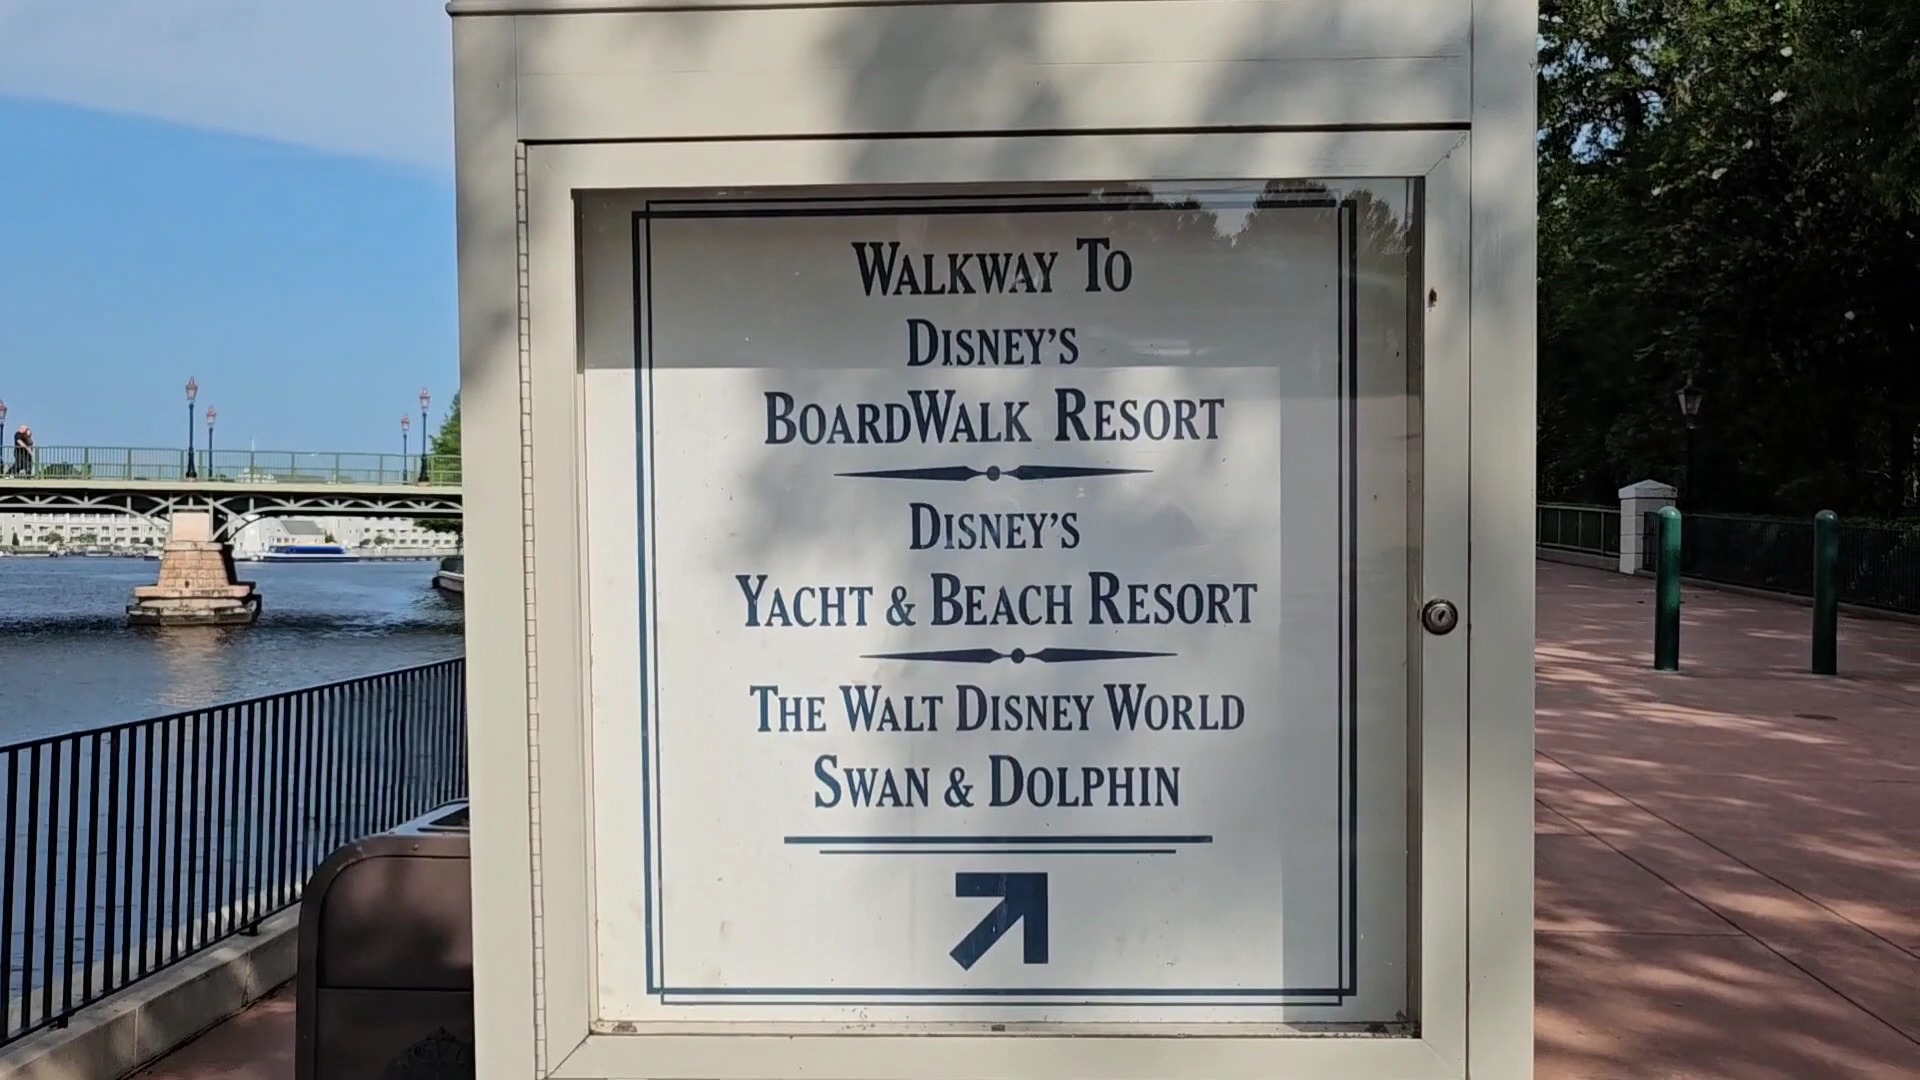 WALKWAY TO
DISNEY'S
BOARDWALK RESORT
DISNEY'S
YACHT & BEACH RESORT
THE WALT DISNEY WORLD
SWAN & DOLPHIN